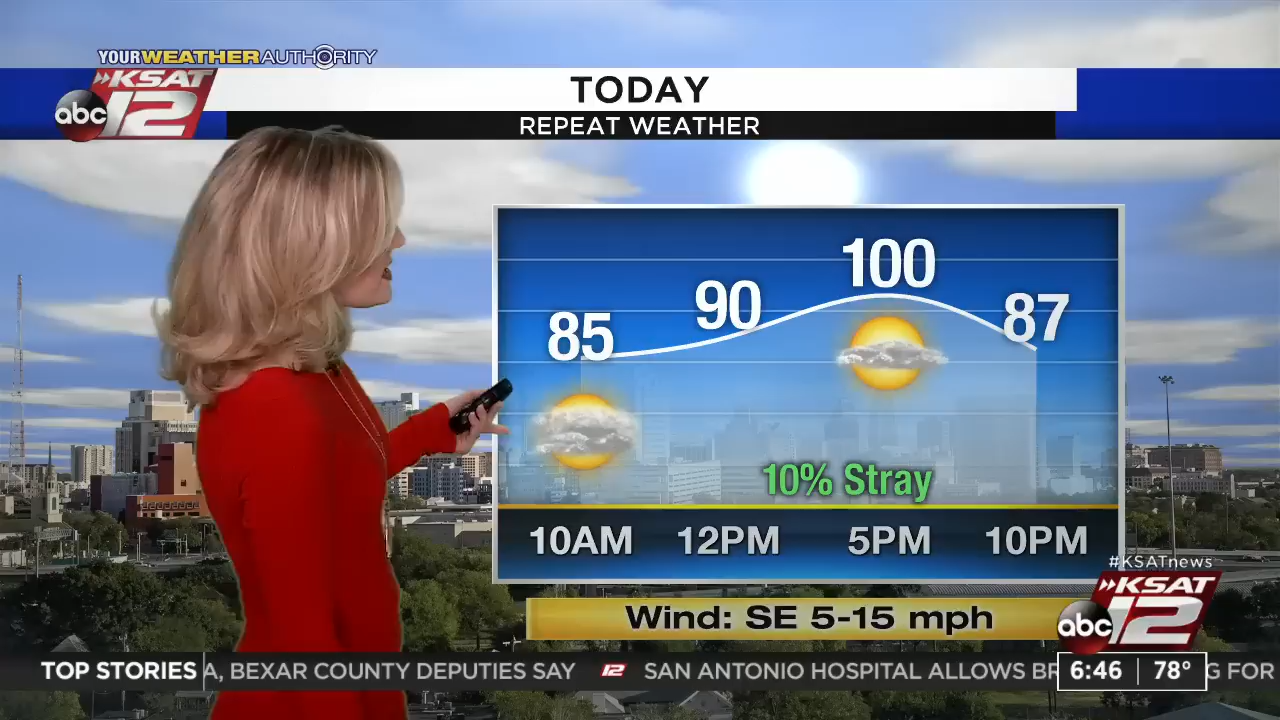 YOURWEATHERAUTHORITY
KSAT
abc 12
TODAY
REPEAT WEATHER
100
90
87
85
10% Stray
10AM 12PM 5PM 10PM
#KSATnews
KSAT
abc 12
Wind: SE 5-15 mph
TOP STORIES A, BEXAR COUNTY DEPUTIES SAY 12 SAN ANTONIO HOSPITAL ALLOWS 6:46 78° G FOR